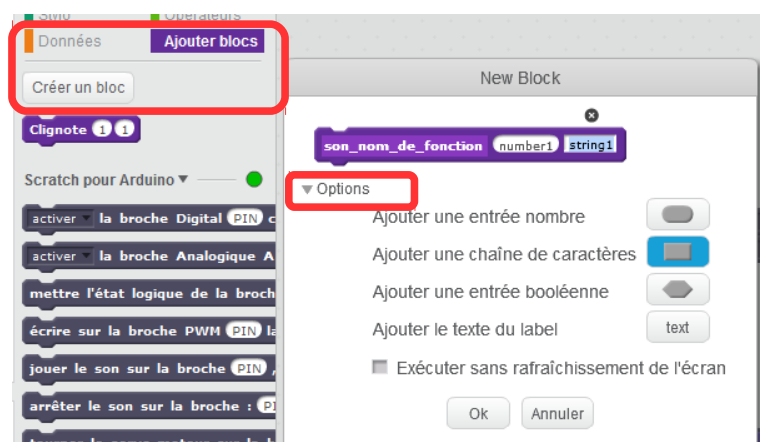 Stylo Opérateurs
Données Ajouter blocs
Créer un bloc
Clignote 1 1
Scratch pour Arduino
activer la broche Digital PIN c
activer la broche Analogique A
mettre l'état logique de la broch
écrire sur la broche PWM PIN la
jouer le son sur la broche PIN ,
arrêter le son sur la broche : PI
New Block
son_nom_de_fonction number1 string1
Options
Ajouter une entrée nombre
Ajouter une chaîne de caractères
Ajouter une entrée booléenne
Ajouter le texte du label text
Exécuter sans rafraîchissement de l'écran
Ok Annuler